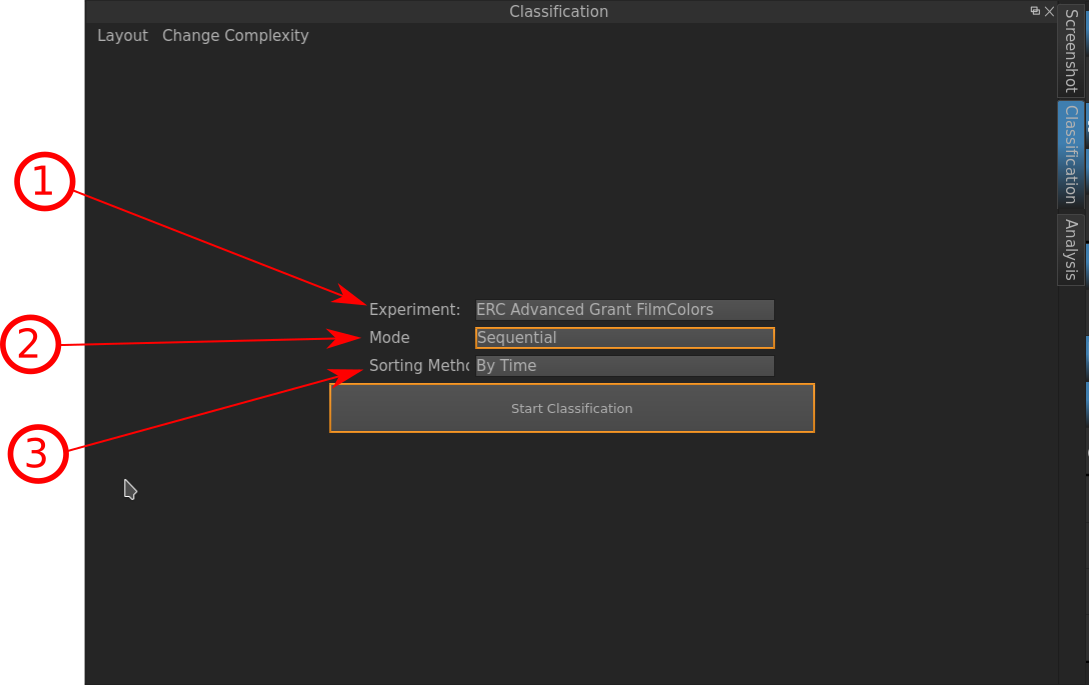 Classification
Layout Change Complexity
Screenshot
Classification
Analysis
1
Experiment: ERC Advanced Grant FilmColors
2
Mode Sequential
Sorting Metho By Time
3
Start Classification